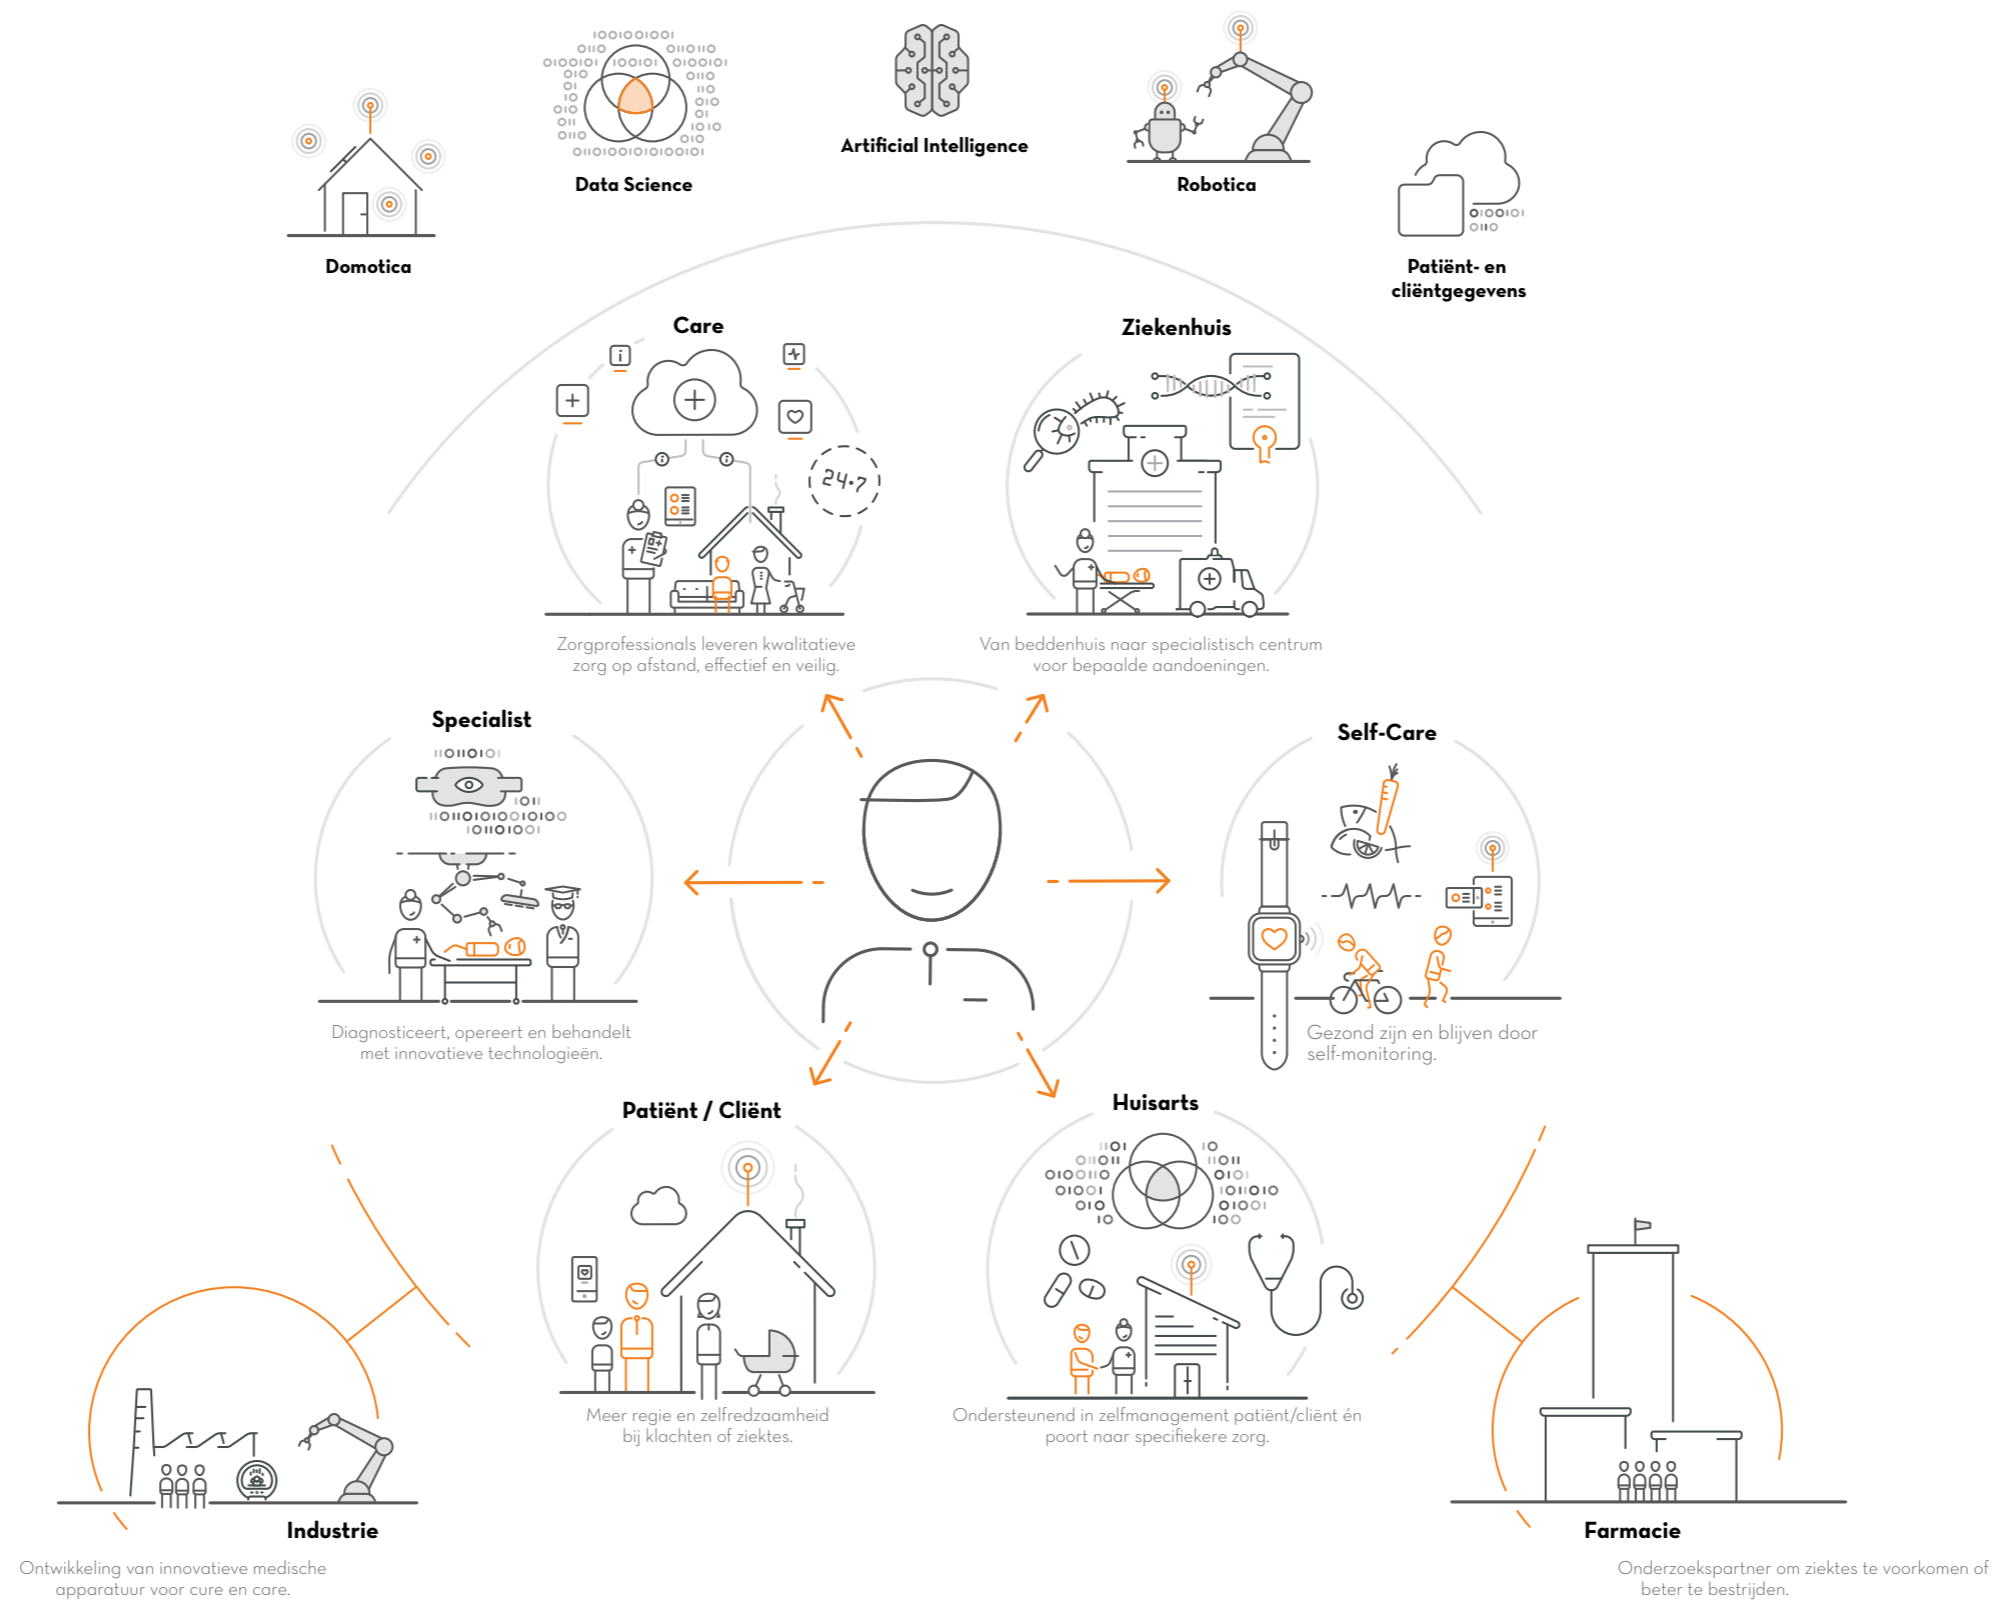 Artificial Intelligence
Data Science
Robotica
Domotica
Patiënt- en
cliëntgegevens
Care
24·7
Zorgprofessionals leveren kwalitatieve
zorg op afstand, effectief en veilig.
Ziekenhuis
Van beddenhuis naar specialistisch centrum
voor bepaalde aandoeningen.
Specialist
Diagnosticeert, opereert en behandelt
met innovatieve technologieën.
Self-Care
Gezond zijn en blijven door
self-monitoring.
Patiënt / Cliënt
Meer regie en zelfredzaamheid
bij klachten of ziektes.
Huisarts
Ondersteunend in zelfmanagement patiënt/cliënt én
poort naar specifiekere zorg.
Industrie
Ontwikkeling van innovatieve medische
apparatuur voor cure en care.
Farmacie
Onderzoekspartner om ziektes te voorkomen of
beter te bestrijden.